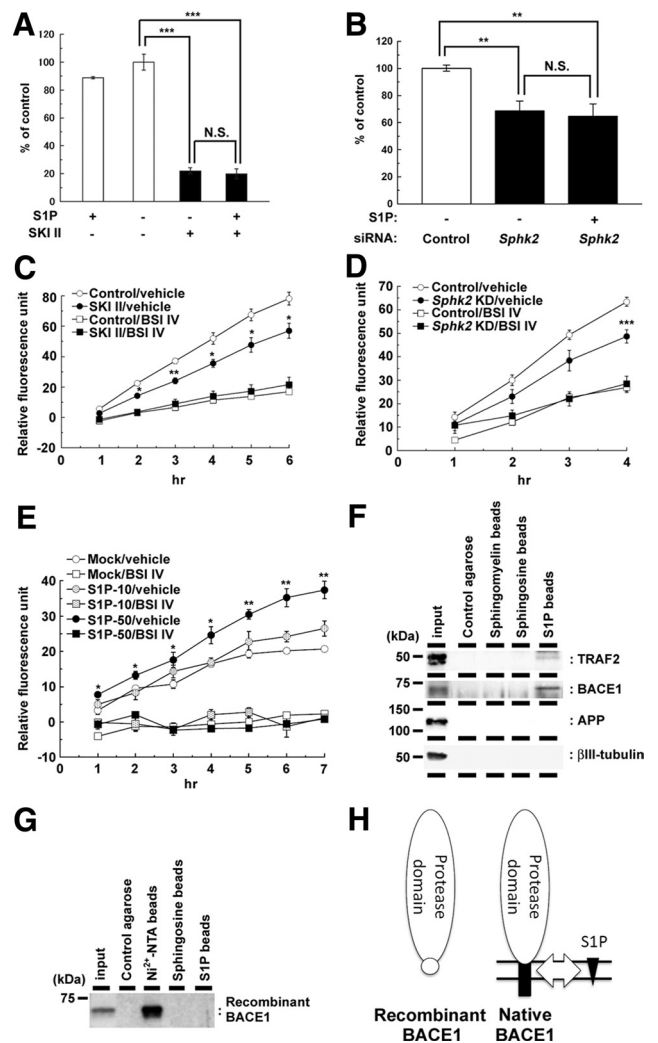 A
***
***
N.S.
% of control
120
100
80
60
40
20
0
S1P
+ - - +
SKI II
- - + +
B
**
**
N.S.
% of control
120
100
80
60
40
20
0
S1P:
- - +
siRNA: Control Sphk2 Sphk2
C
Control/vehicle
SKI II/vehicle
Control/BSI IV
SKI II/BSI IV
Relative fluorescence unit
80
60
40
20
0
-20
* ** * * *
0 1 2 3 4 5 6
hr
D
Control/vehicle
Sphk2 KD/vehicle
Control/BSI IV
Sphk2 KD/BSI IV
Relative fluorescence unit
70
60
50
40
30
20
10
0
***
0 1 2 3 4
hr
E
Mock/vehicle
Mock/BSI IV
S1P-10/vehicle
S1P-10/BSI IV
S1P-50/vehicle
S1P-50/BSI IV
Relative fluorescence unit
40
30
20
10
0
-10
* * * * ** ** **
0 1 2 3 4 5 6 7
hr
F
input
Control agarose
Sphingomyelin beads
Sphingosine beads
S1P beads
(kDa)
50
: TRAF2
75
: BACE1
150
100
: APP
50
: βIII-tubulin
G
input
Control agarose
Ni2+-NTA beads
Sphingosine beads
S1P beads
(kDa)
75
: Recombinant
BACE1
H
Protease
domain
Protease
domain
S1P
Recombinant
BACE1
Native
BACE1